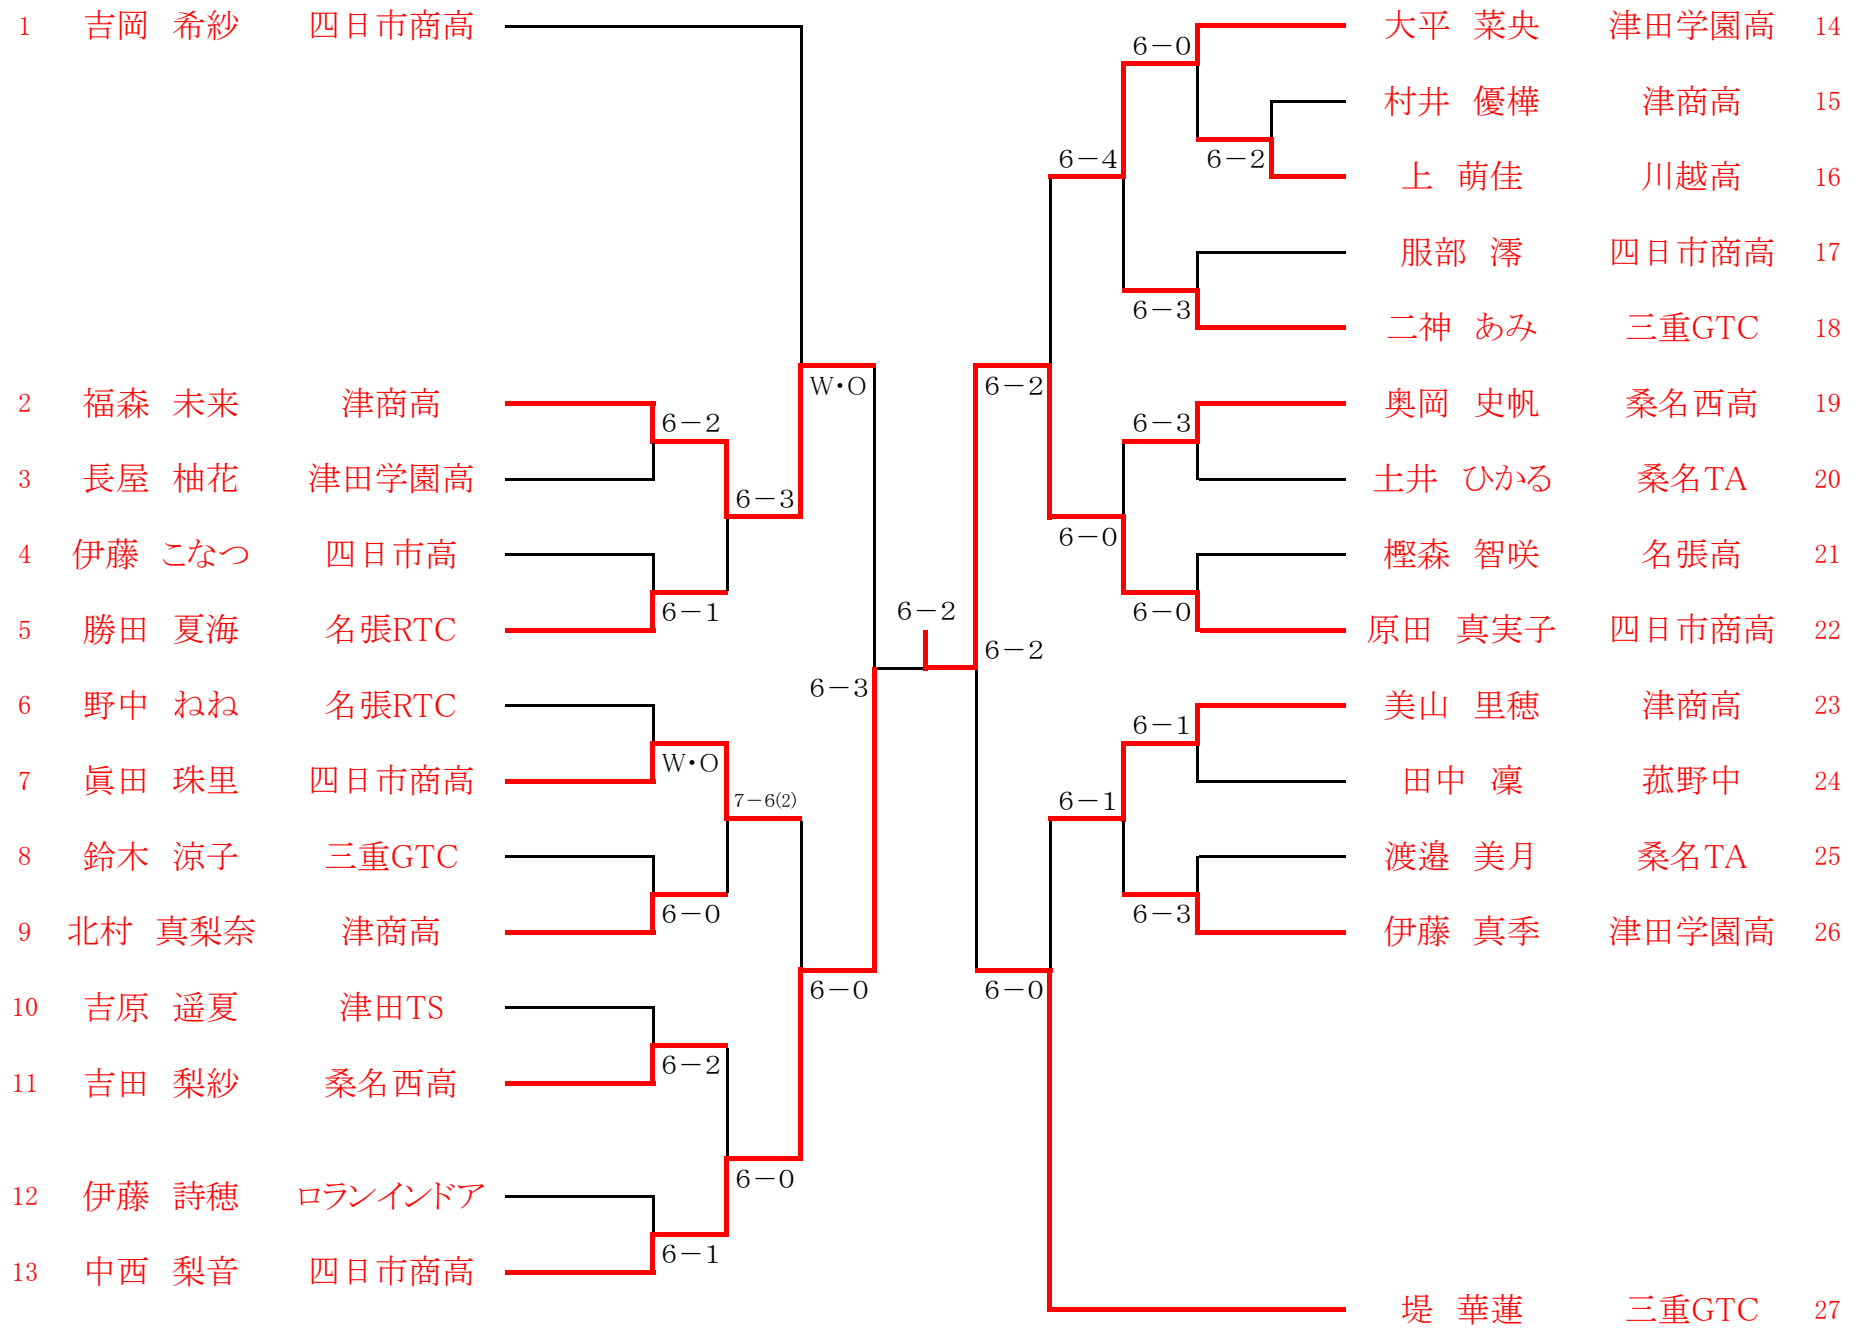 1 吉岡 希紗 四日市商高
2 福森 未来 津商高
3 長屋 柚花 津田学園高
4 伊藤 こなつ 四日市高
5 勝田 夏海 名張RTC
6 野中 ねね 名張RTC
7 眞田 珠里 四日市商高
8 鈴木 涼子 三重GTC
9 北村 真梨奈 津商高
10 吉原 遥夏 津田TS
11 吉田 梨紗 桑名西高
12 伊藤 詩穂 ロランインドア
13 中西 梨音 四日市商高
6-2
6-1
W・O
6-0
6-2
6-1
6-3
7-6(2)
6-0
W・O
6-0
6-3
6-2
6-2
6-2
6-0
6-4
6-0
6-1
6-0
6-2
6-3
6-3
6-0
6-1
6-3
大平 菜央 津田学園高 14
村井 優樺 津商高 15
上 萌佳 川越高 16
服部 澪 四日市商高 17
二神 あみ 三重GTC 18
奥岡 史帆 桑名西高 19
土井 ひかる 桑名TA 20
樫森 智咲 名張高 21
原田 真実子 四日市商高 22
美山 里穂 津商高 23
田中 凜 菰野中 24
渡邉 美月 桑名TA 25
伊藤 真季 津田学園高 26
堤 華蓮 三重GTC 27